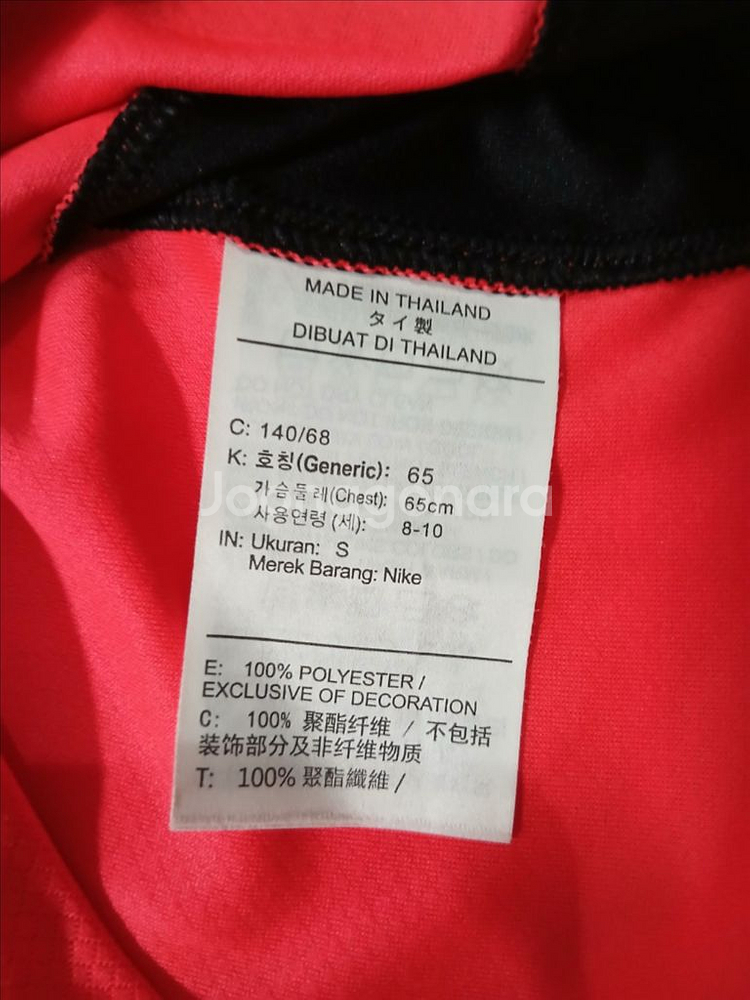 MADE IN THAILAND
タイ製
DIBUAT DI THAILAND
C: 140/68
K: 호칭(Generic): 65
가슴둘레(Chest): 65cm
사용연령 (세): 8-10
IN: Ukuran: S
Merek Barang: Nike
E: 100% POLYESTER /
EXCLUSIVE OF DECORATION
C: 100% 聚酯纤维 / 不包括
装饰部分及非纤维物质
T: 100% 聚酯纖維 /
Joongonara